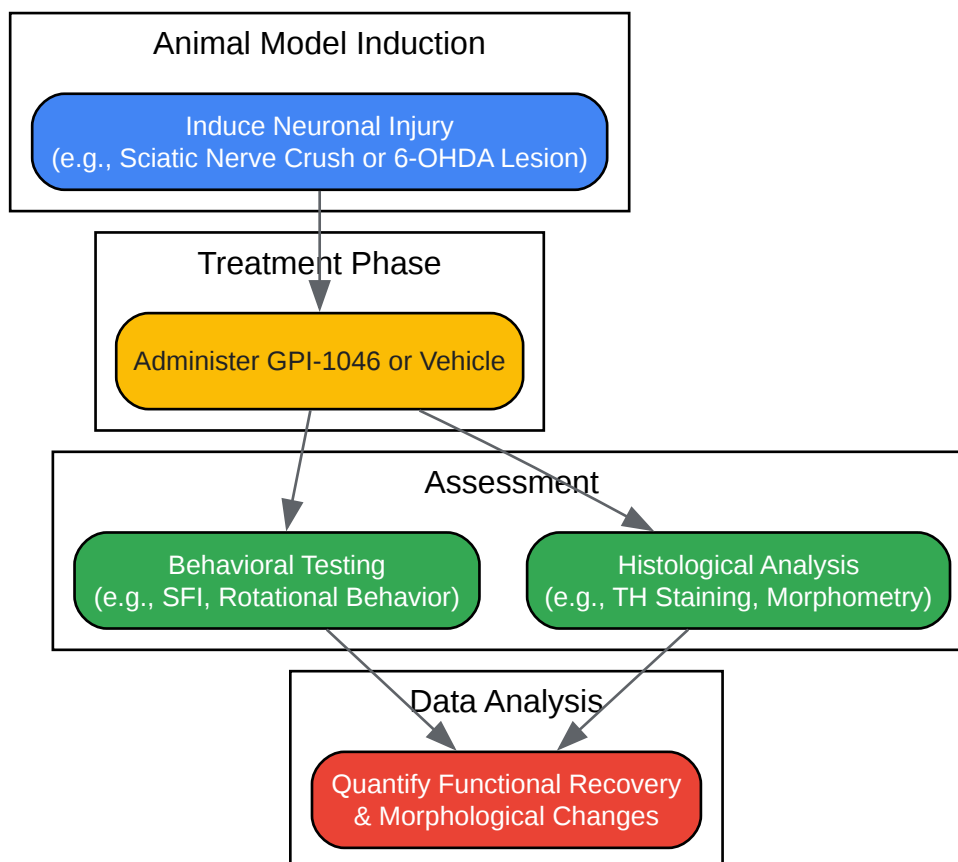 Animal Model Induction
Induce Neuronal Injury
(e.g., Sciatic Nerve Crush or 6-OHDA Lesion)
Treatment Phase
Administer GPI-1046 or Vehicle
Assessment
Behavioral Testing
(e.g., SFI, Rotational Behavior)
Histological Analysis
(e.g., TH Staining, Morphometry)
Data Analysis
Quantify Functional Recovery
& Morphological Changes